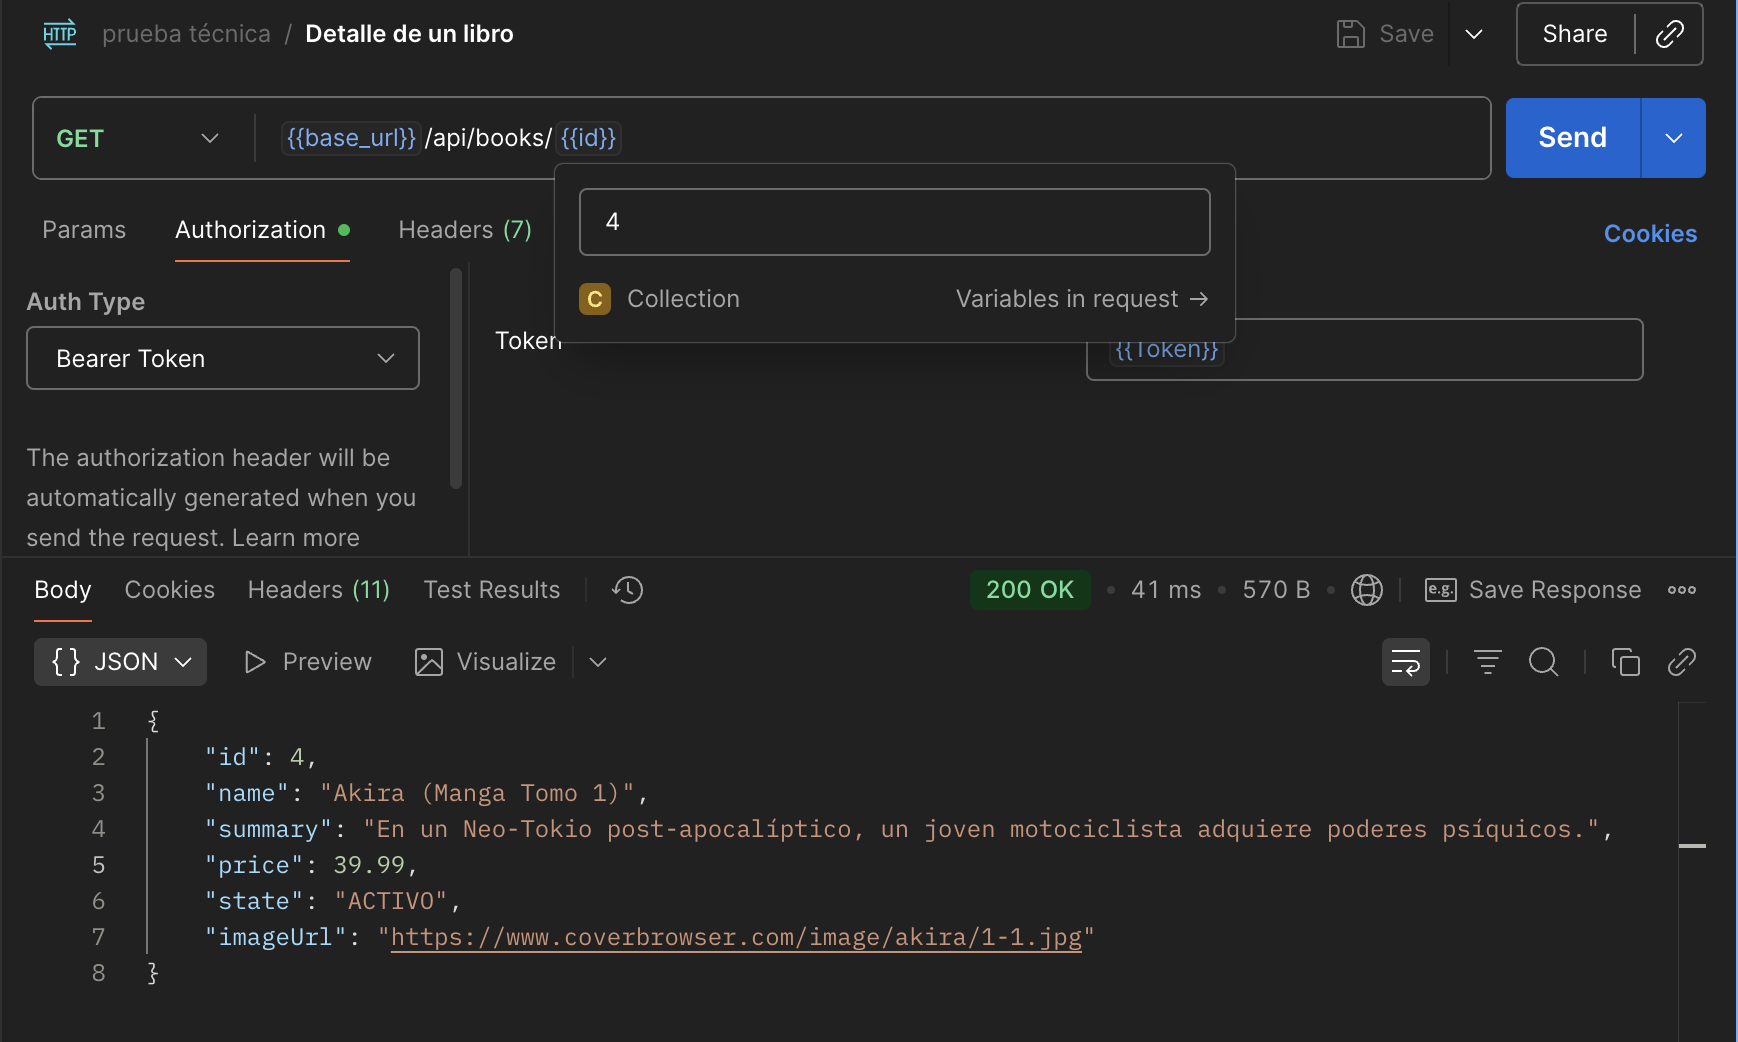 HTTP prueba técnica / Detalle de un libro Save Share
GET {{base_url}}/api/books/{{id}} Send
4
C Collection Variables in request →
Params Authorization Headers (7) Cookies
Auth Type
Bearer Token
Token {{Token}}
The authorization header will be
automatically generated when you
send the request. Learn more
Body Cookies Headers (11) Test Results 200 OK • 41 ms • 570 B • e.g. Save Response
{ } JSON Preview Visualize
1 {
2 "id": 4,
3 "name": "Akira (Manga Tomo 1)",
4 "summary": "En un Neo-Tokio post-apocalíptico, un joven motociclista adquiere poderes psíquicos.",
5 "price": 39.99,
6 "state": "ACTIVO",
7 "imageUrl": "https://www.coverbrowser.com/image/akira/1-1.jpg"
8 }